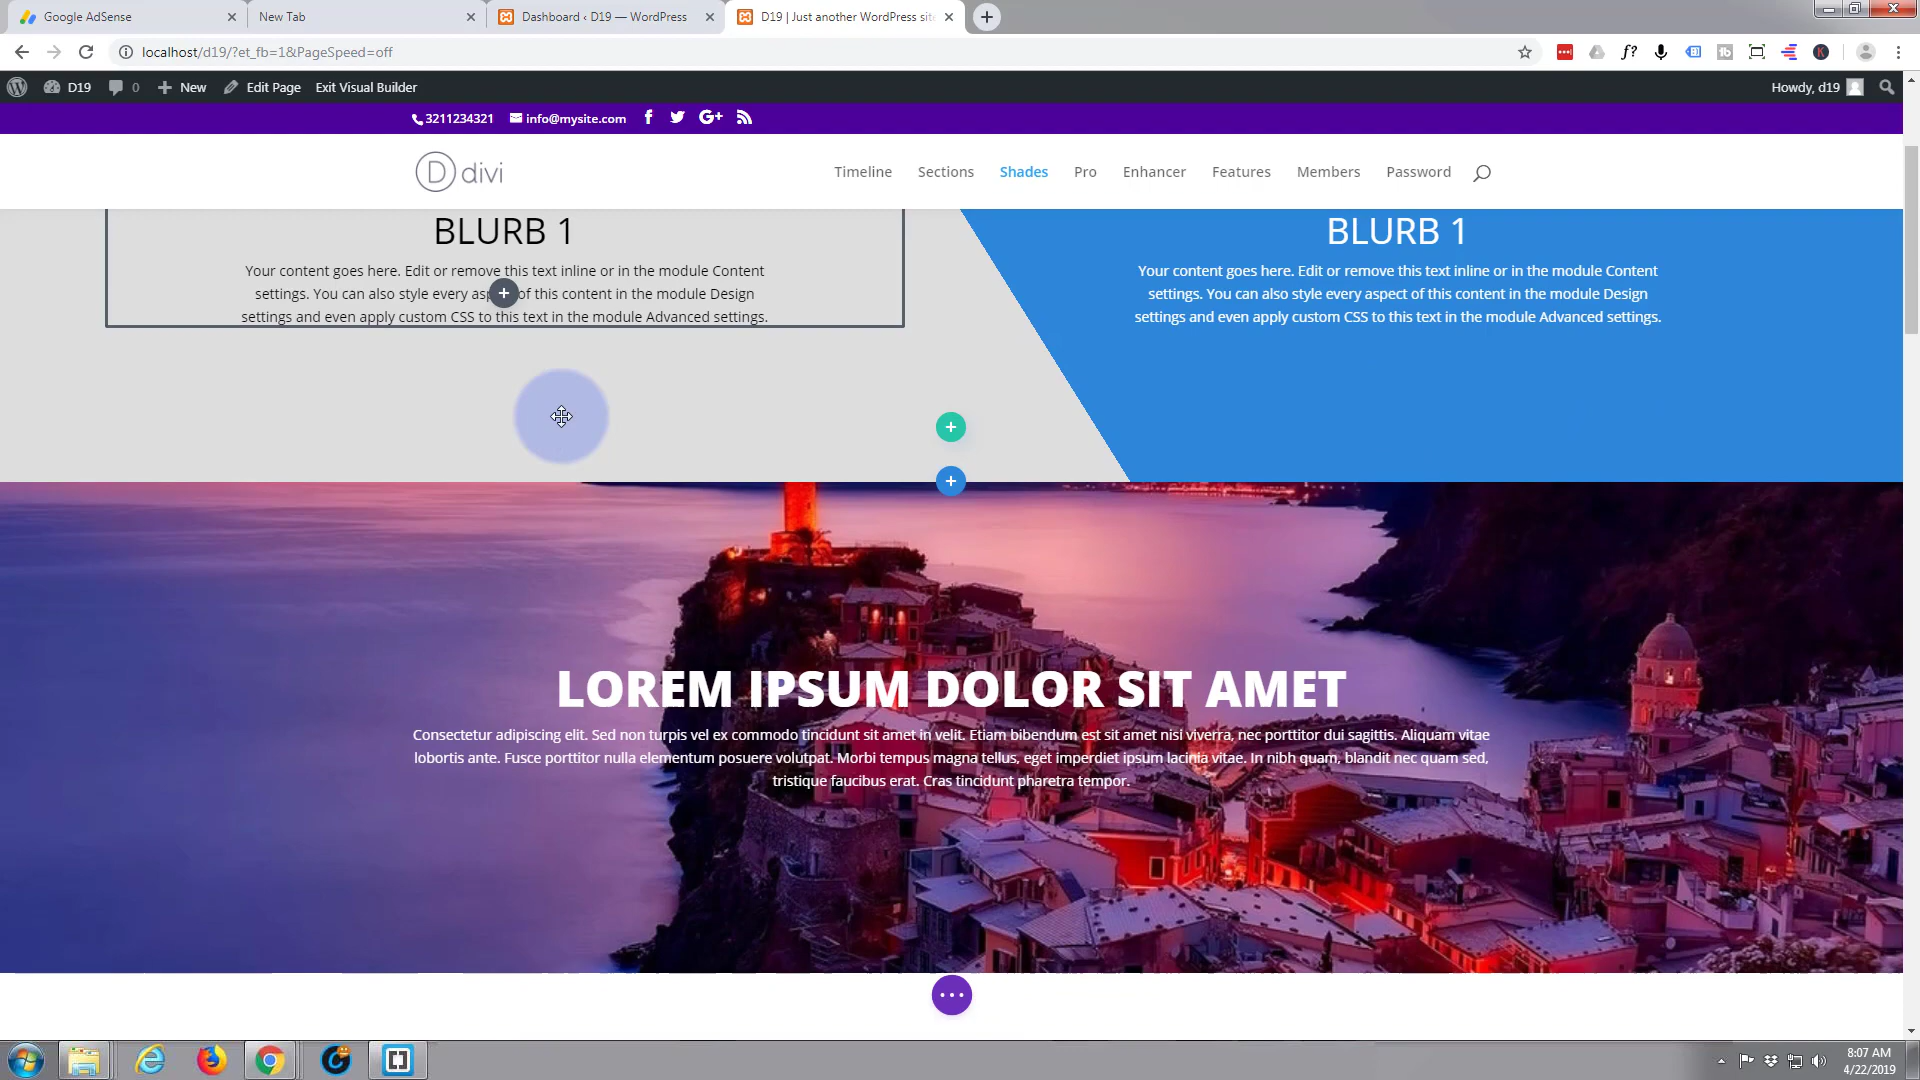 Google AdSense
New Tab
Dashboard ‹ D19 — WordPress
D19 | Just another WordPress site
localhost/d19/?et_fb=1&PageSpeed=off
D19
0
New
Edit Page
Exit Visual Builder
Howdy, d19
3211234321
info@mysite.com
D divi
Timeline
Sections
Shades
Pro
Enhancer
Features
Members
Password
BLURB 1
Your content goes here. Edit or remove this text inline or in the module Content
settings. You can also style every aspect of this content in the module Design
settings and even apply custom CSS to this text in the module Advanced settings.
BLURB 1
Your content goes here. Edit or remove this text inline or in the module Content
settings. You can also style every aspect of this content in the module Design
settings and even apply custom CSS to this text in the module Advanced settings.
LOREM IPSUM DOLOR SIT AMET
Consectetur adipiscing elit. Sed non turpis vel ex commodo tincidunt sit amet in velit. Etiam bibendum est sit amet nisi viverra, nec porttitor dui sagittis. Aliquam vitae
lobortis ante. Fusce porttitor nulla elementum posuere volutpat. Morbi tempus magna tellus, eget imperdiet ipsum lacinia vitae. In nibh quam, blandit nec quam sed,
tristique faucibus erat. Cras tincidunt pharetra tempor.
8:07 AM
4/22/2019